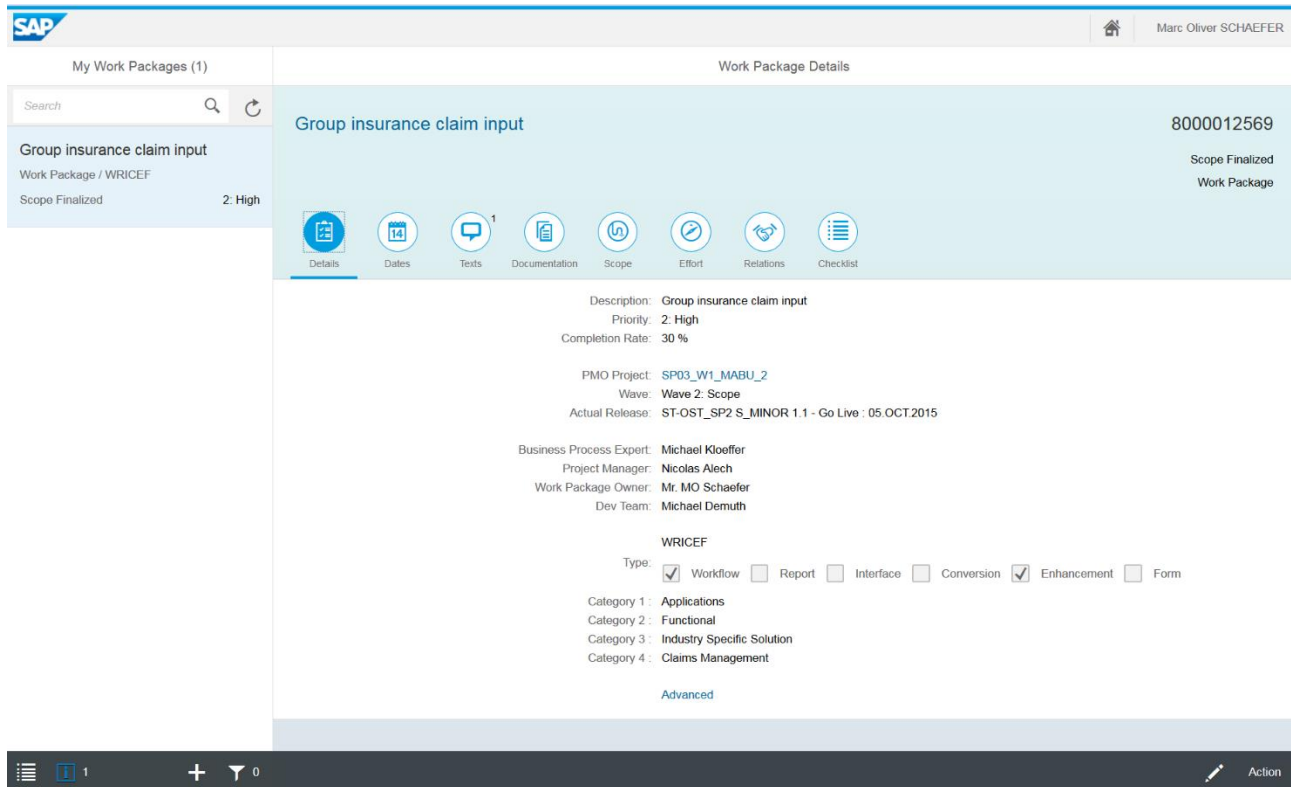 SAP
Marc Oliver SCHAEFER
My Work Packages (1)
Work Package Details
Search
Group insurance claim input
Work Package / WRICEF
Scope Finalized 2: High
Group insurance claim input
8000012569
Scope Finalized
Work Package
14
1
Details Dates Texts Documentation Scope Effort Relations Checklist
Description: Group insurance claim input
Priority: 2: High
Completion Rate: 30 %
PMO Project: SP03_W1_MABU_2
Wave: Wave 2: Scope
Actual Release: ST-OST_SP2 S_MINOR 1.1 - Go Live : 05.OCT.2015
Business Process Expert: Michael Kloeffer
Project Manager: Nicolas Alech
Work Package Owner: Mr. MO Schaefer
Dev Team: Michael Demuth
WRICEF
Type: Workflow Report Interface Conversion Enhancement Form
Category 1 : Applications
Category 2 : Functional
Category 3 : Industry Specific Solution
Category 4 : Claims Management
Advanced
1 0 Action